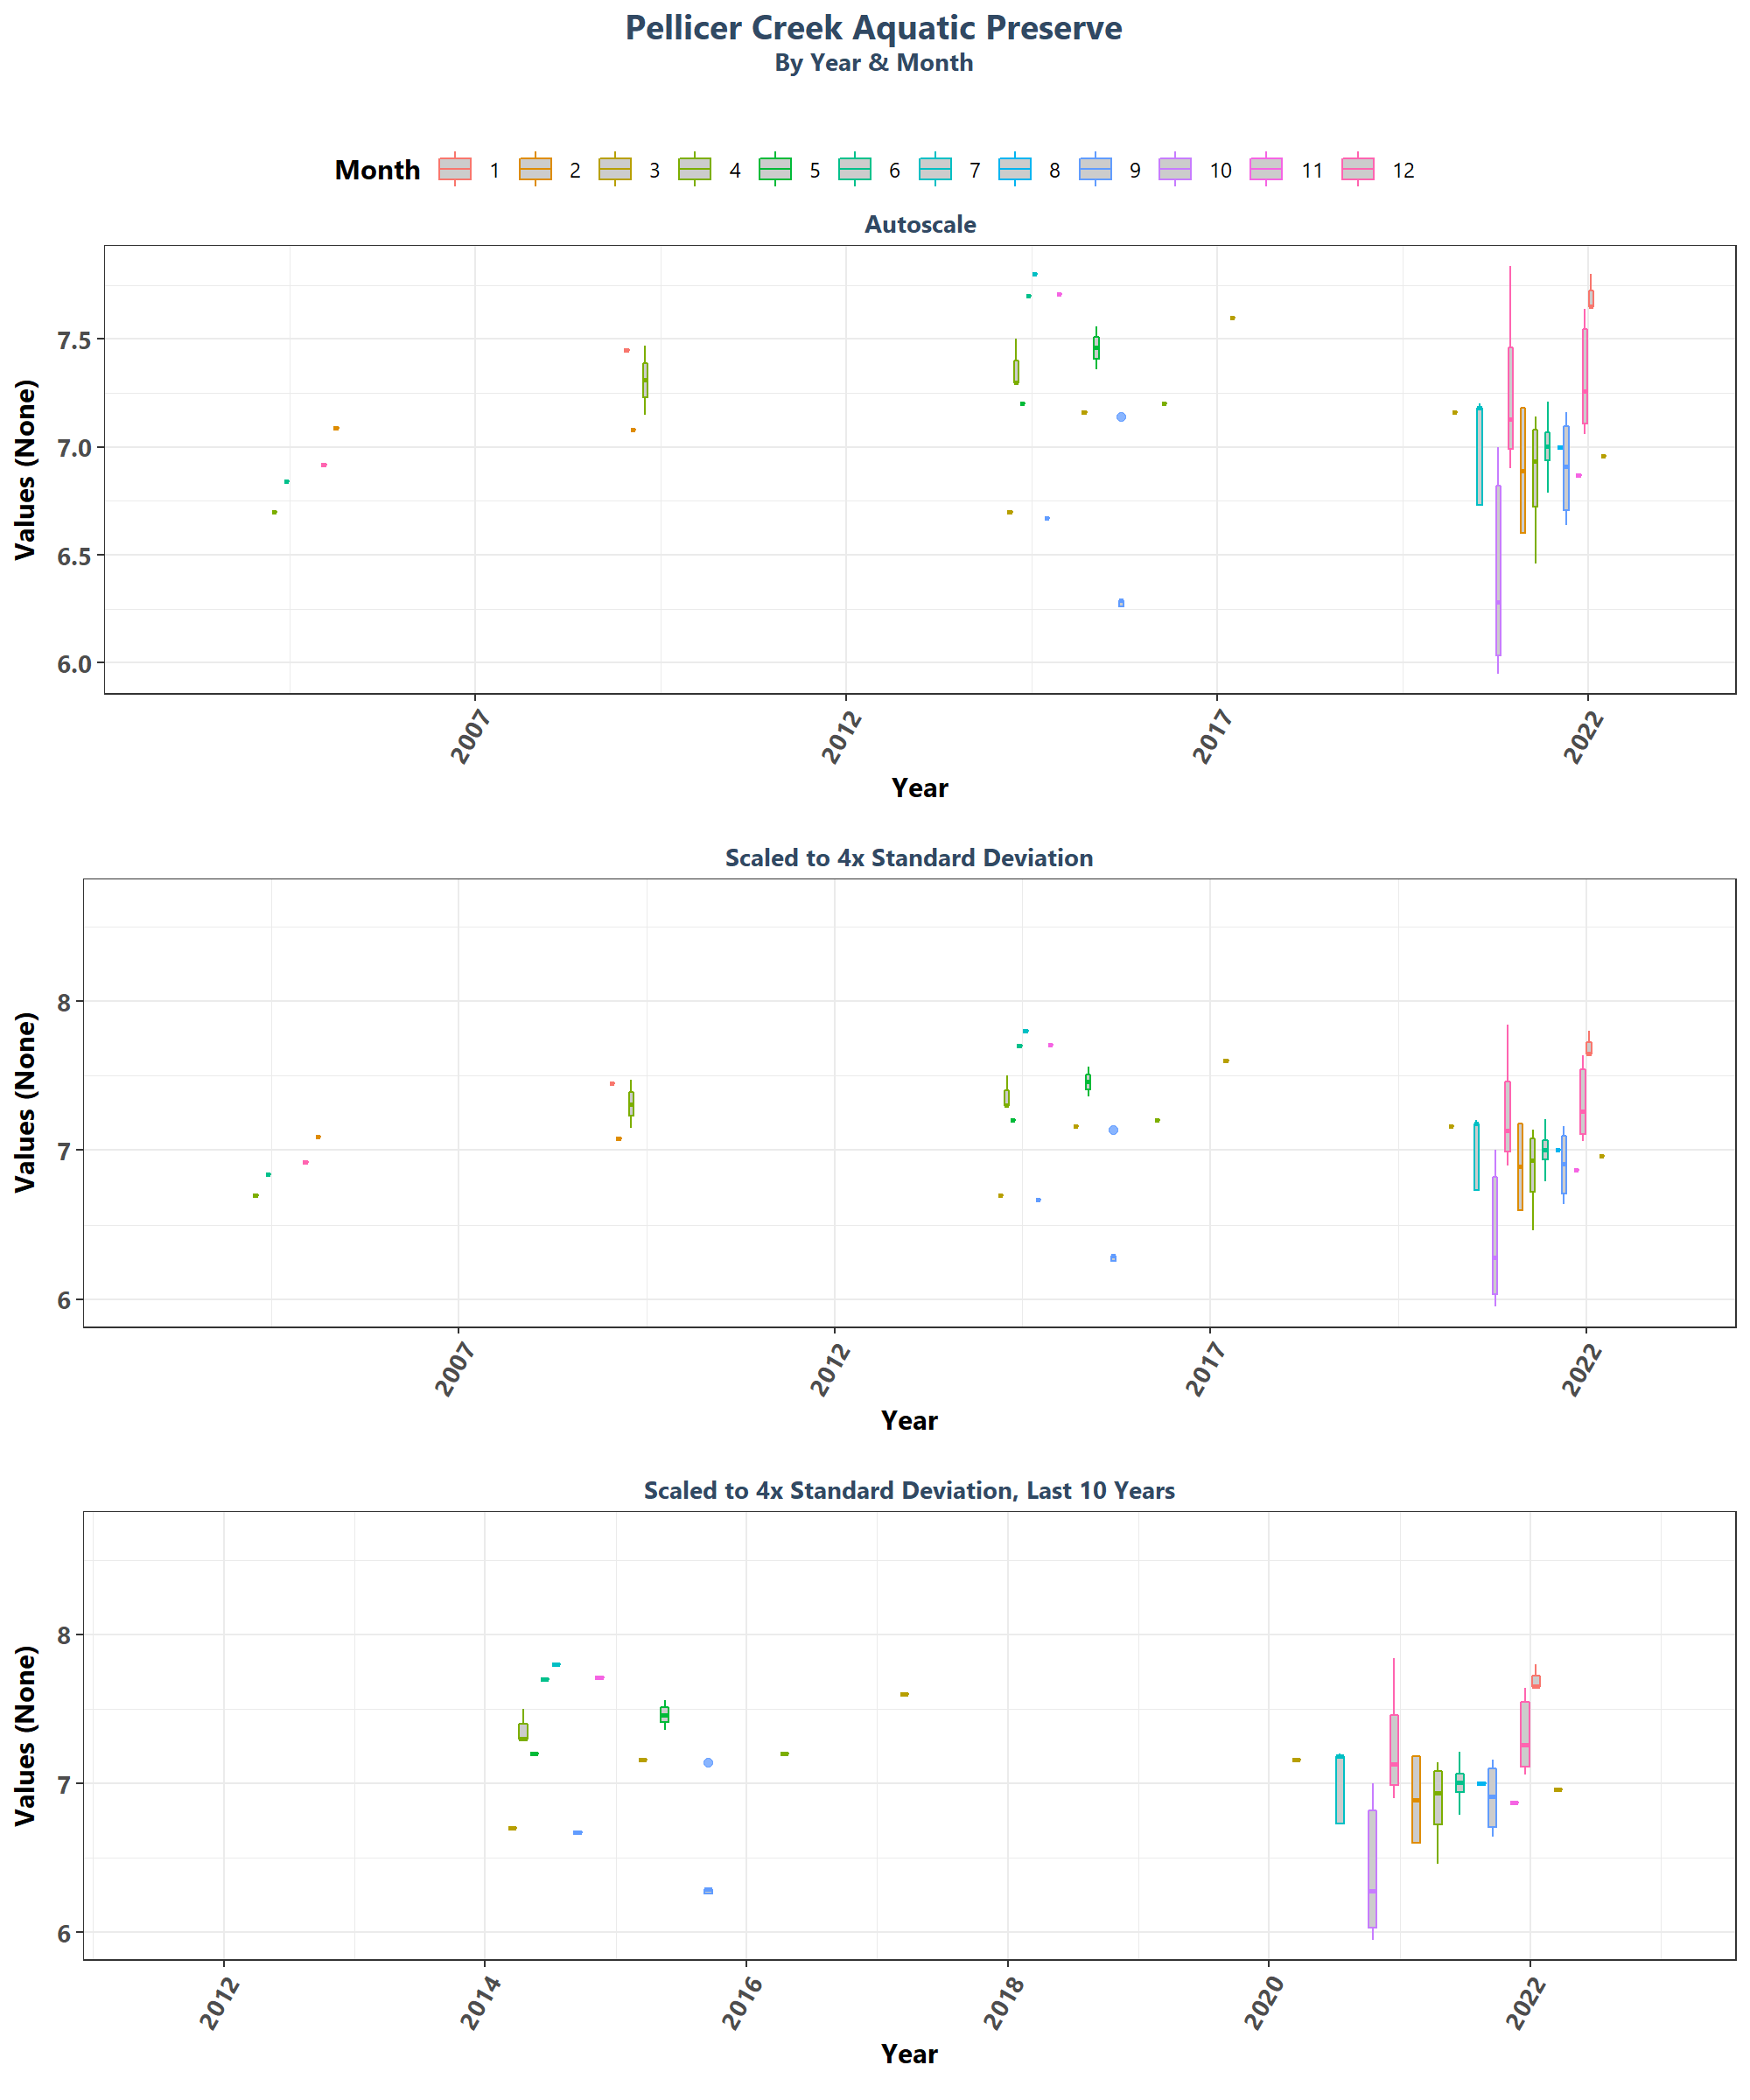 Pellicer Creek Aquatic Preserve
By Year & Month
Month 1 2 3 4 5 6 7 8 9 10 11 12
Autoscale
Values (None)
7.5
7.0
6.5
6.0
2007 2012 2017 2022
Year
Scaled to 4x Standard Deviation
Values (None)
8
7
6
2007 2012 2017 2022
Year
Scaled to 4x Standard Deviation, Last 10 Years
Values (None)
8
7
6
2012 2014 2016 2018 2020 2022
Year